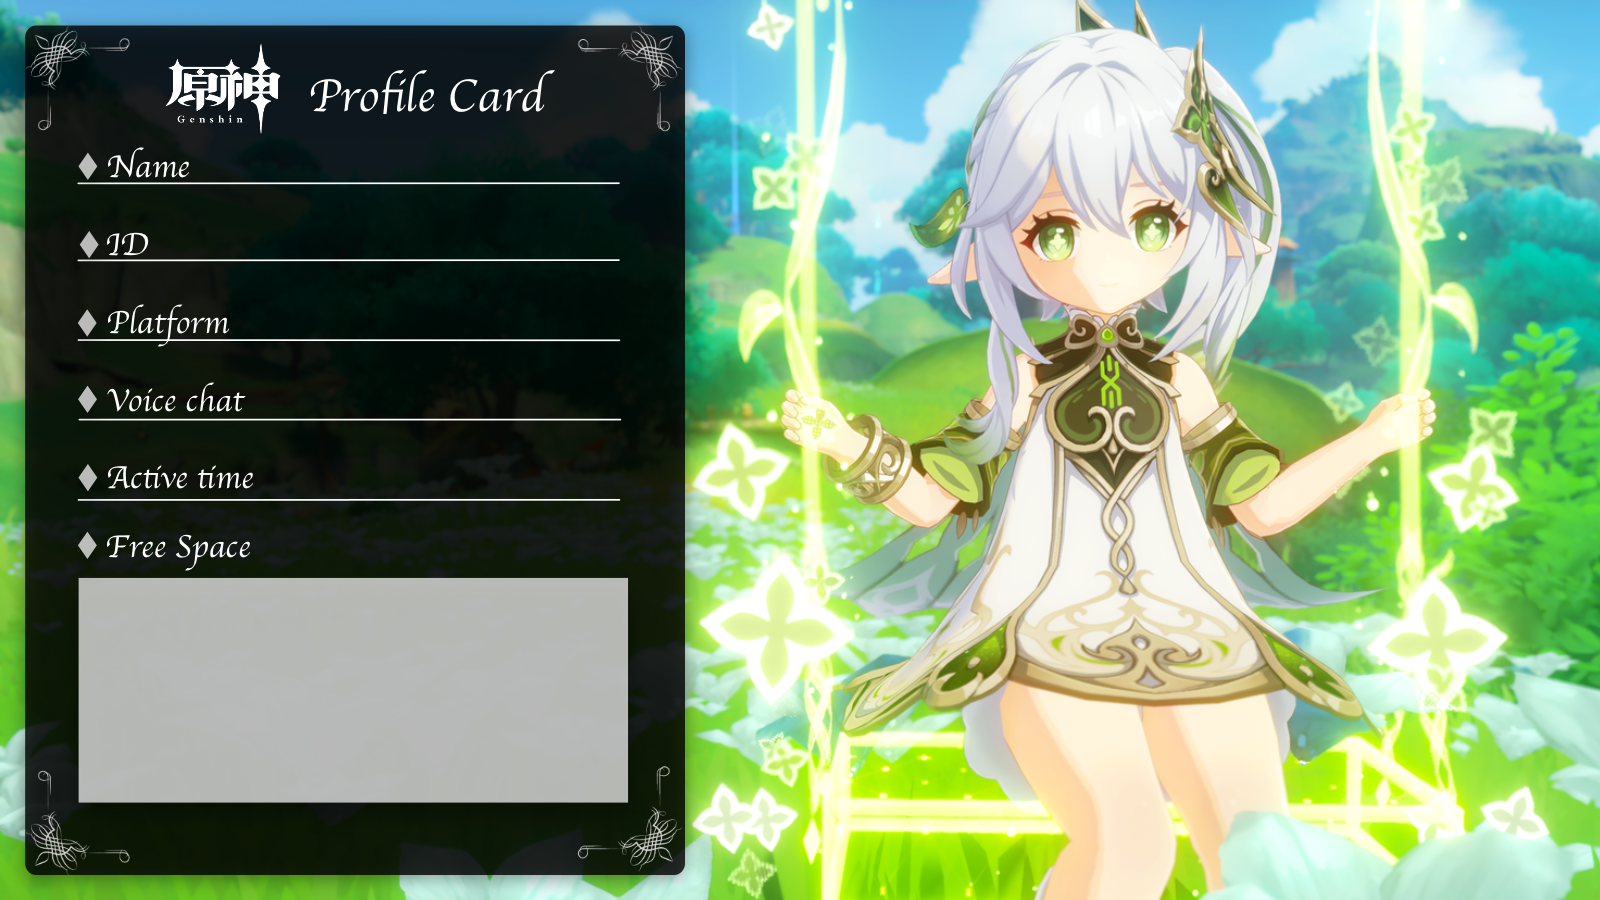 原神
Genshin
Profile Card
Name
ID
Platform
Voice chat
Active time
Free Space